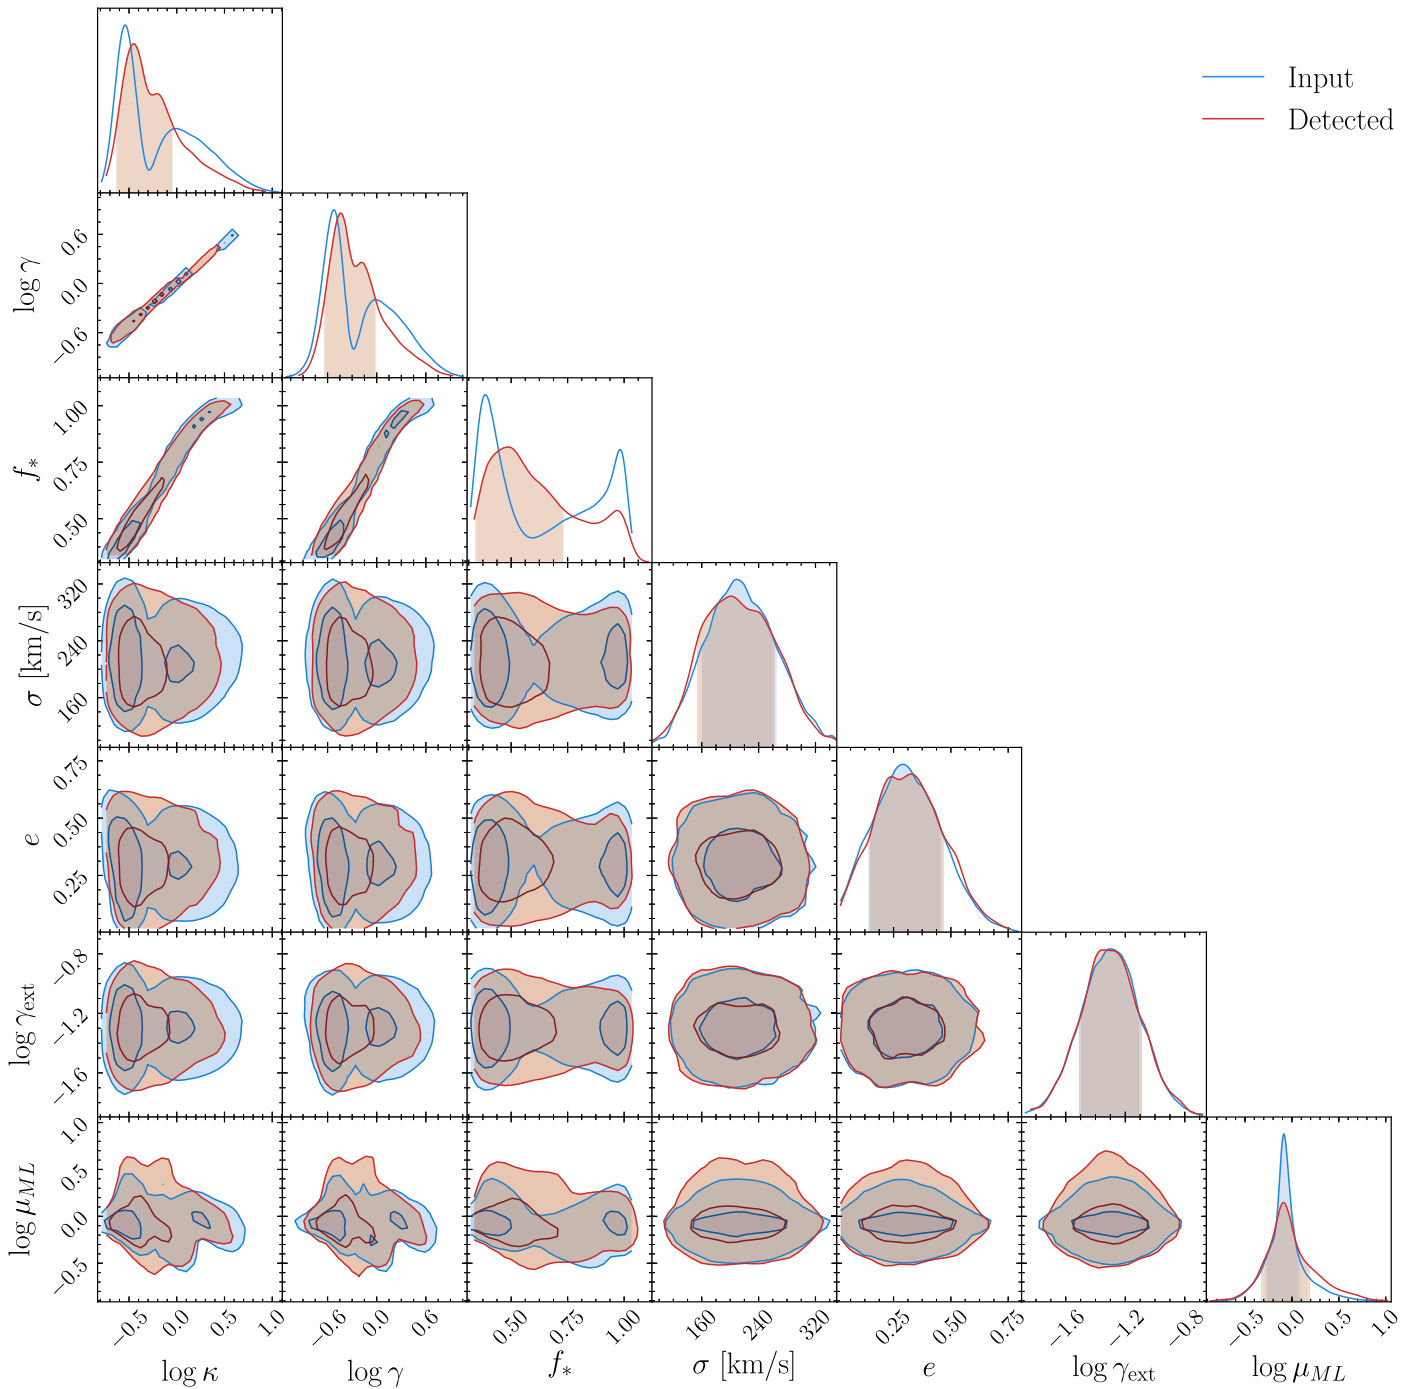 Input
Detected
log γ
0.6
0.0
−0.6
f*
1.00
0.75
0.50
σ [km/s]
320
240
160
e
0.75
0.50
0.25
log γext
−0.8
−1.2
−1.6
log μML
1.0
0.5
0.0
−0.5
−0.5 0.0 0.5 1.0 −0.6 0.0 0.6 0.50 0.75 1.00 160 240 320 0.25 0.50 0.75 −1.6 −1.2 −0.8 −0.5 0.0 0.5 1.0
log κ log γ f* σ [km/s] e log γext log μML